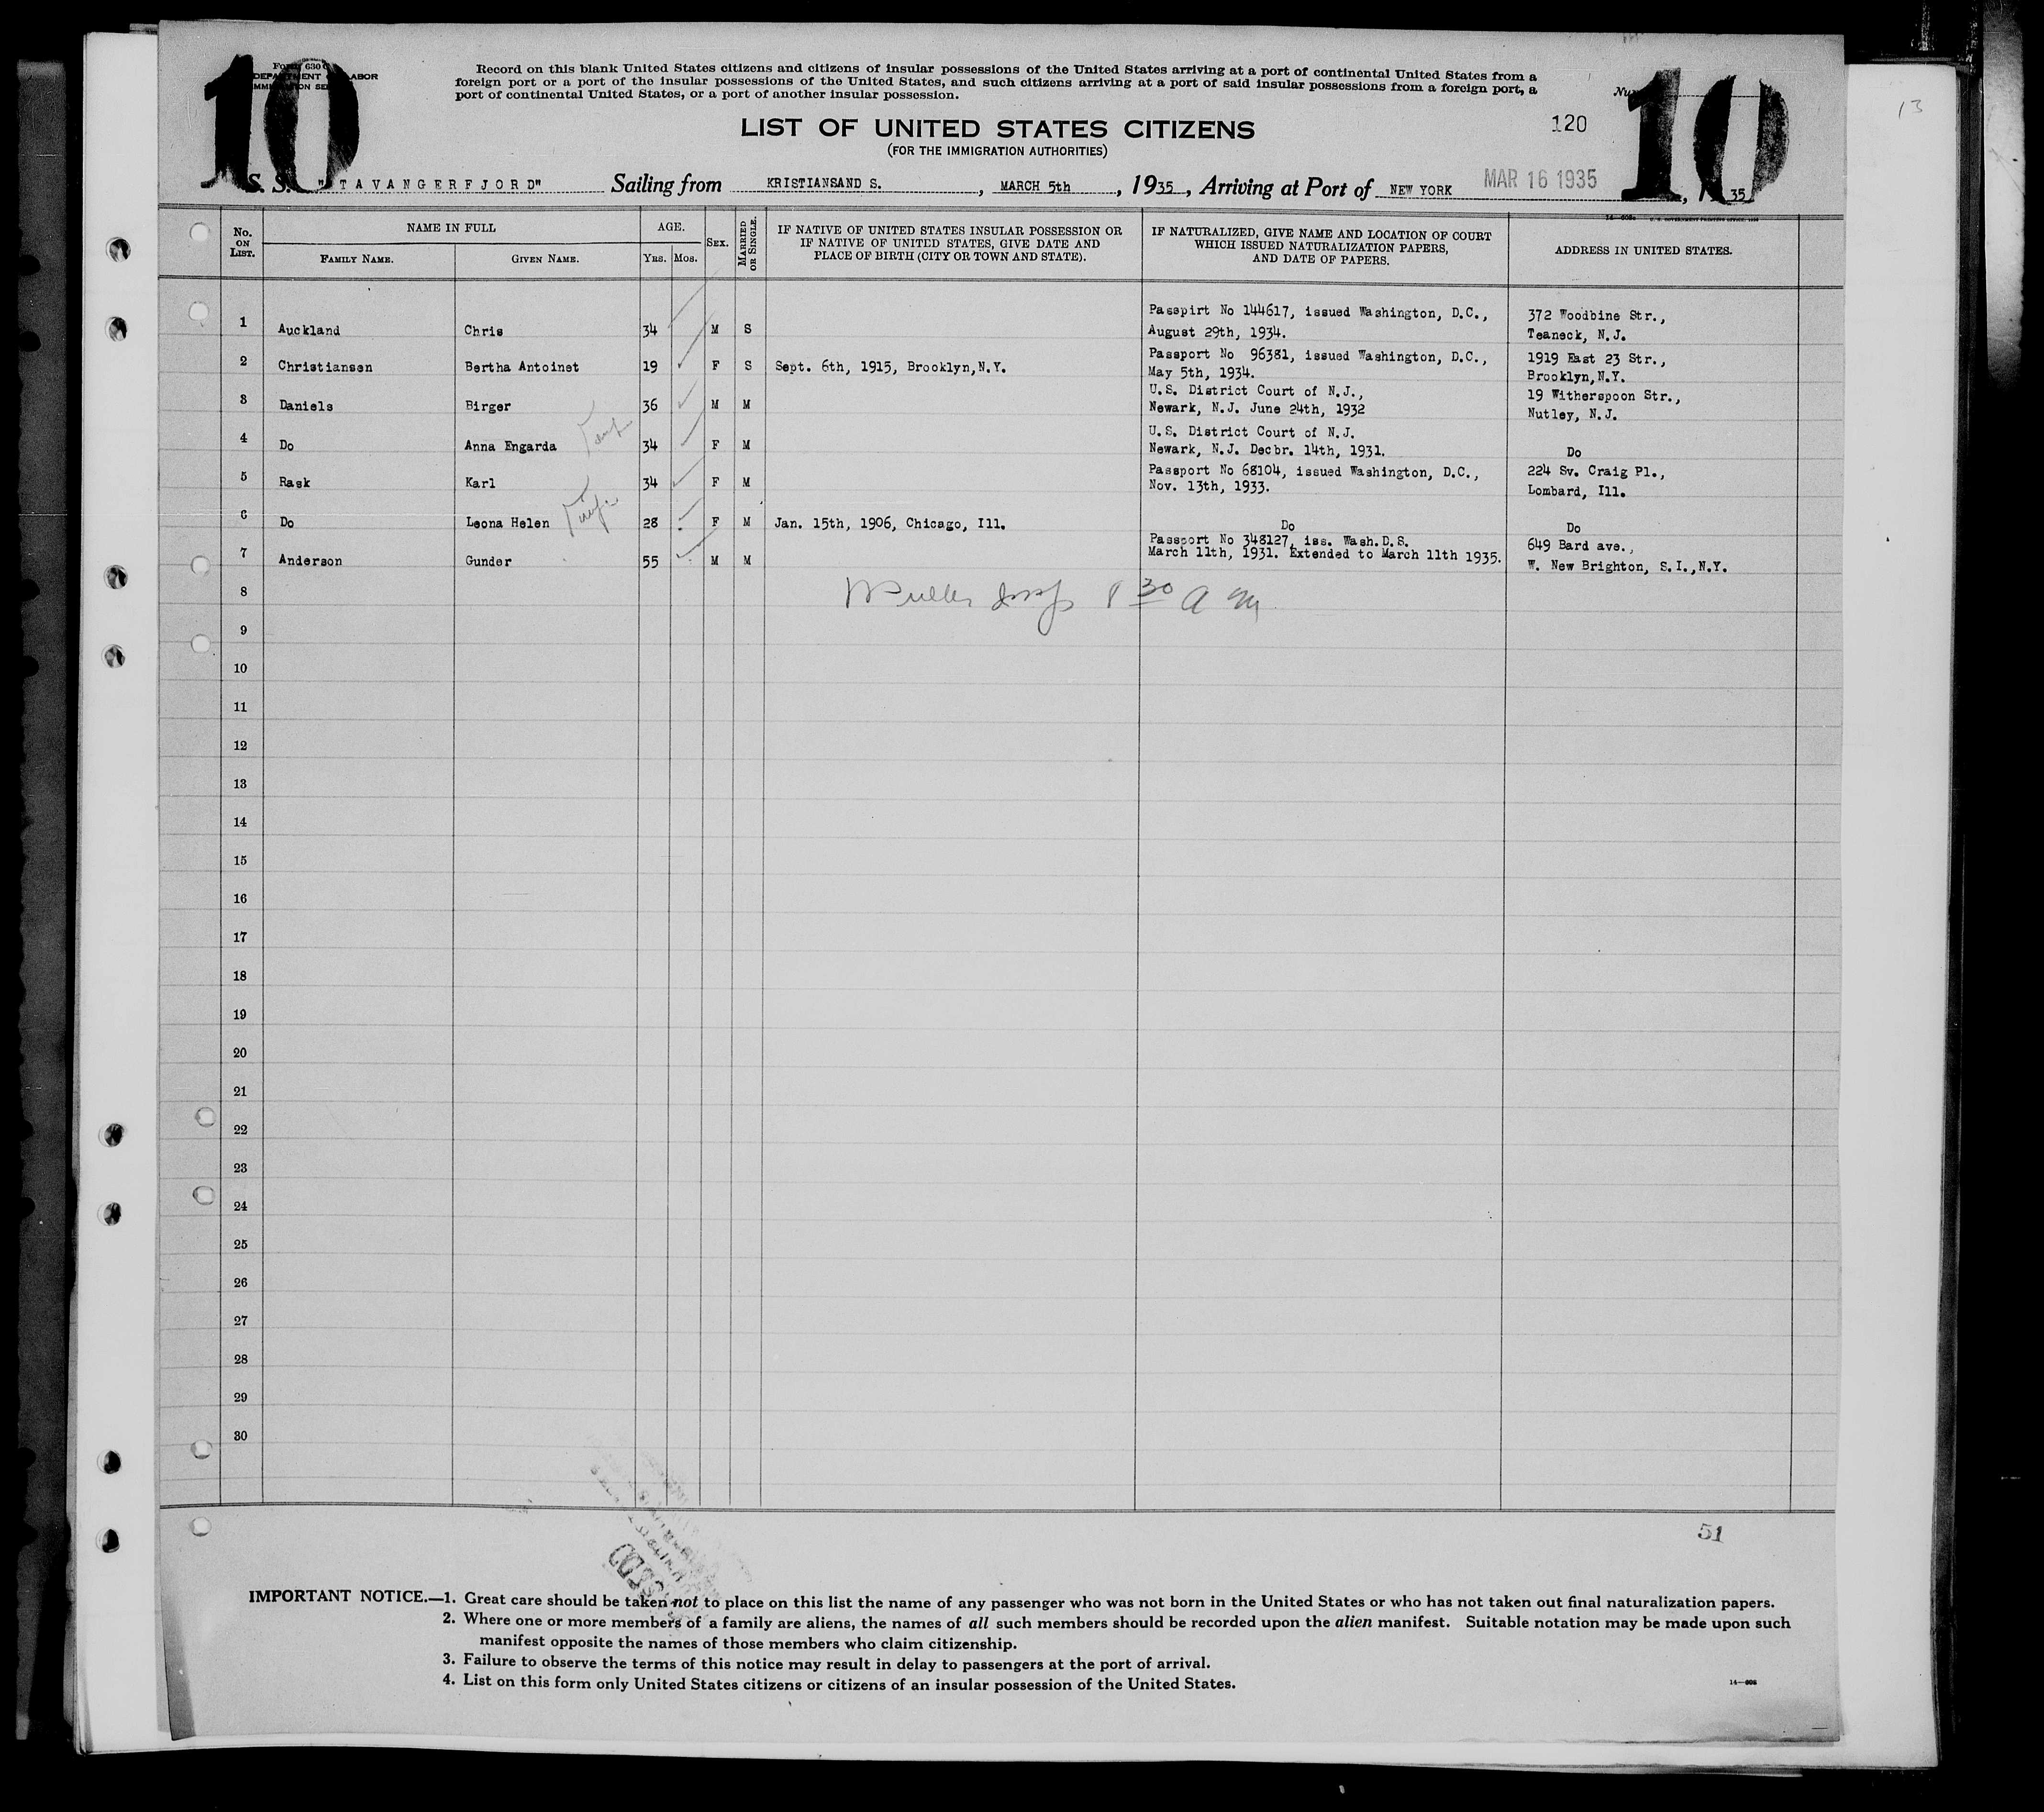 10
Form 630
DEPARTMENT OF LABOR
Record on this blank United States citizens and citizens of insular possessions of the United States arriving at a port of continental United States from a
foreign port or a port of the insular possessions of the United States, and such citizens arriving at a port of said insular possessions from a foreign port, a
port of continental United States, or a port of another insular possession.
10
13
LIST OF UNITED STATES CITIZENS
(FOR THE IMMIGRATION AUTHORITIES)
120
S. S. "STAVANGERFJORD" Sailing from KRISTIANSAND S., MARCH 5th, 1935, Arriving at Port of NEW YORK MAR 16 1935, 1935
No. ON LIST. NAME IN FULL AGE. SEX. MARRIED OR SINGLE. IF NATIVE OF UNITED STATES INSULAR POSSESSION OR IF NATIVE OF UNITED STATES, GIVE DATE AND PLACE OF BIRTH (CITY OR TOWN AND STATE). IF NATURALIZED, GIVE NAME AND LOCATION OF COURT WHICH ISSUED NATURALIZATION PAPERS, AND DATE OF PAPERS. ADDRESS IN UNITED STATES.
FAMILY NAME. GIVEN NAME. YRS. MOS.
Passpirt No 144617, issued Washington, D.C., 372 Woodbine Str.,
1 Auckland Chris 34 M S August 29th, 1934. Teaneck, N.J.
Passport No 96381, issued Washington, D.C., 1919 East 23 Str.,
2 Christiansen Bertha Antoinet 19 F S Sept. 6th, 1915, Brooklyn,N.Y. May 5th, 1934. Brooklyn,N.Y.
U.S. District Court of N.J., 19 Witherspoon Str.,
3 Daniels Birger 36 M M Newark, N.J. June 24th, 1932 Nutley, N.J.
U.S. District Court of N.J.
4 Do Anna Engarda 34 F M Newark, N.J. Decbr. 14th, 1931. Do
Passport No 68104, issued Washington, D.C., 224 Sv. Craig Pl.,
5 Rask Karl 34 F M Nov. 13th, 1933. Lombard, Ill.
6 Do Leona Helen 28 F M Jan. 15th, 1906, Chicago, Ill. Do Do
Passport No 348127, iss. Wash.D.S. 649 Bard ave.,
7 Anderson Gunder 55 M M March 11th, 1931. Extended to March 11th 1935. W. New Brighton, S.I.,N.Y.
8 30 A M
9
10
11
12
13
14
15
16
17
18
19
20
21
22
23
24
25
26
27
28
29
30
51
IMPORTANT NOTICE.—1. Great care should be taken not to place on this list the name of any passenger who was not born in the United States or who has not taken out final naturalization papers.
2. Where one or more members of a family are aliens, the names of all such members should be recorded upon the alien manifest. Suitable notation may be made upon such
manifest opposite the names of those members who claim citizenship.
3. Failure to observe the terms of this notice may result in delay to passengers at the port of arrival.
4. List on this form only United States citizens or citizens of an insular possession of the United States.
14—608